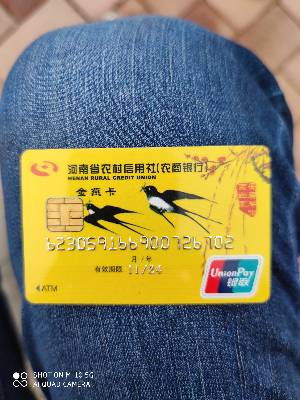 河南省农村信用社(农商银行)
HENAN RURAL CREDIT UNION
金燕卡
月/年
有效期限 11/24
ATM
UnionPay
银联
SHOT ON M 10 5G
AI QUAD CAMERA